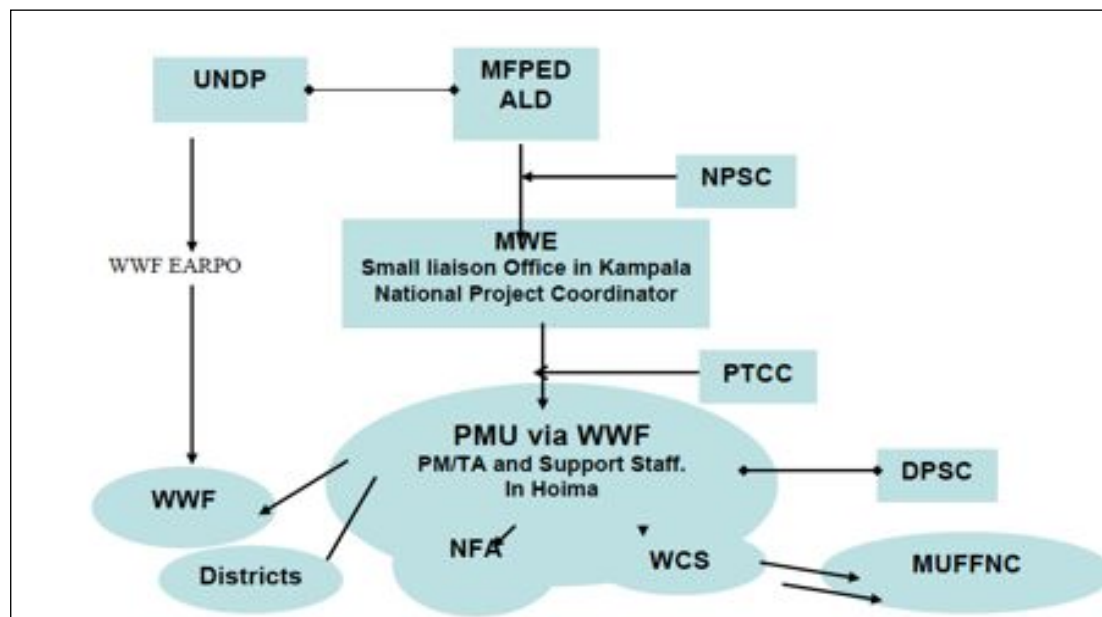 UNDP
MFPED
ALD
NPSC
MWE
Small liaison Office in Kampala
National Project Coordinator
WWF EARPO
PTCC
PMU via WWF
PM/TA and Support Staff.
In Hoima
DPSC
WWF
NFA
WCS
MUFFNC
Districts